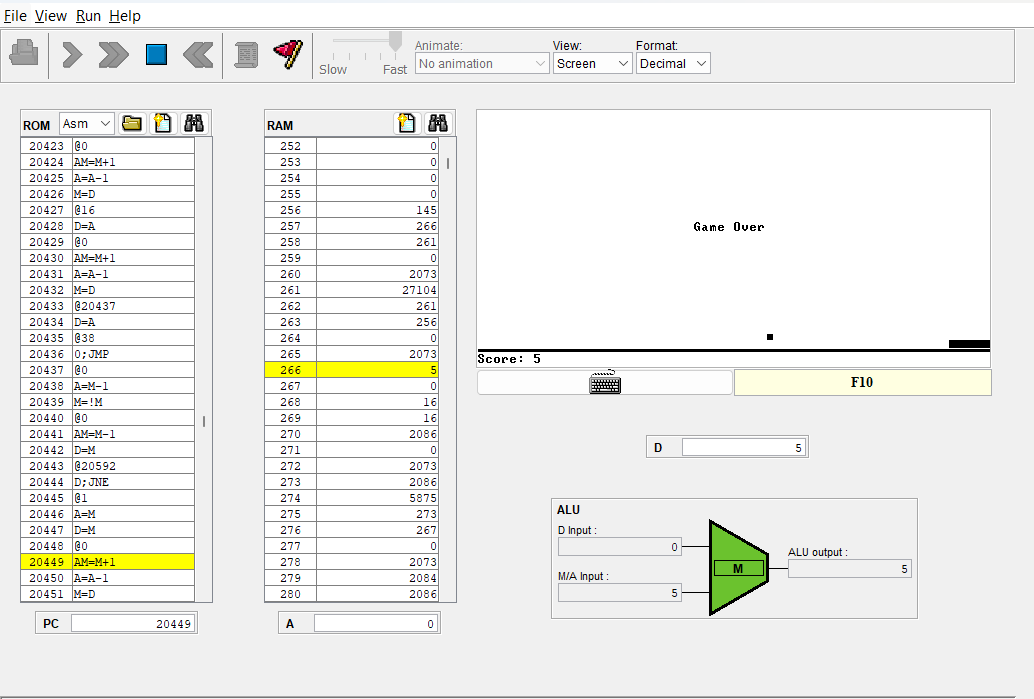 File View Run Help
Slow Fast
Animate:
No animation
View:
Screen
Format:
Decimal
ROM Asm
20423 @0
20424 AM=M+1
20425 A=A-1
20426 M=D
20427 @16
20428 D=A
20429 @0
20430 AM=M+1
20431 A=A-1
20432 M=D
20433 @20437
20434 D=A
20435 @38
20436 0;JMP
20437 @0
20438 A=M-1
20439 M=!M
20440 @0
20441 AM=M-1
20442 D=M
20443 @20592
20444 D;JNE
20445 @1
20446 A=M
20447 D=M
20448 @0
20449 AM=M+1
20450 A=A-1
20451 M=D
PC 20449
RAM
252 0
253 0
254 0
255 0
256 145
257 266
258 261
259 0
260 2073
261 27104
262 261
263 256
264 0
265 2073
266 5
267 0
268 16
269 16
270 2086
271 0
272 2073
273 2086
274 5875
275 273
276 267
277 0
278 2073
279 2084
280 2086
A 0
Game Over
Score: 5
F10
D 5
ALU
D Input :
0
M/A Input :
5
M
ALU output :
5